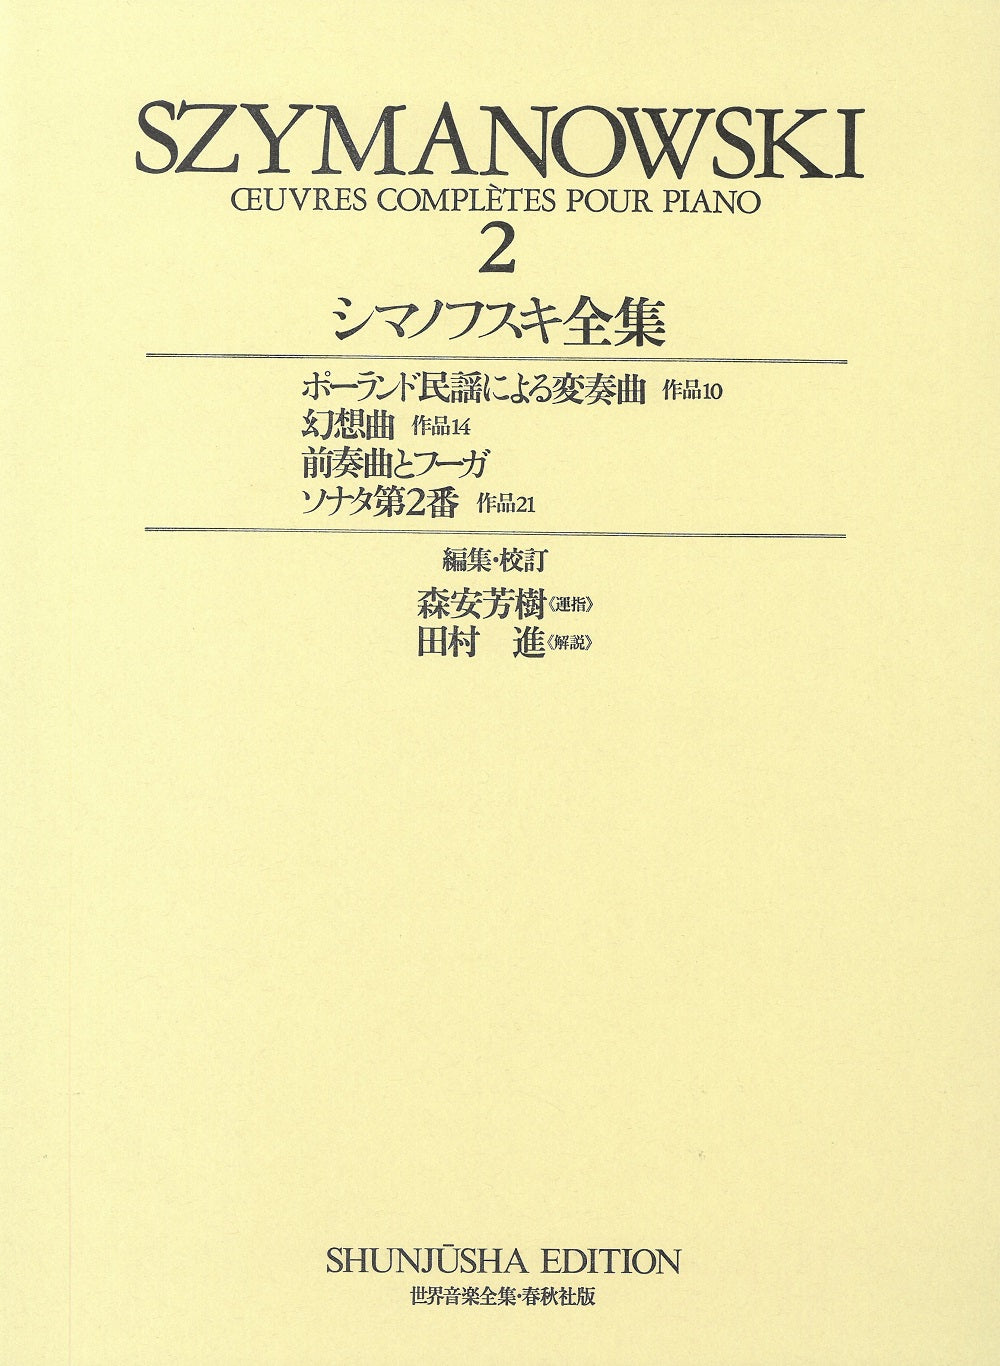 SZYMANOWSKI
ŒUVRES COMPLÈTES POUR PIANO
2
シマノフスキ全集
ポーランド民謡による変奏曲 作品10
幻想曲 作品14
前奏曲とフーガ
ソナタ第2番 作品21
編集・校訂
森安芳樹《運指》
田村 進《解説》
SHUNJŪSHA EDITION
世界音楽全集・春秋社版